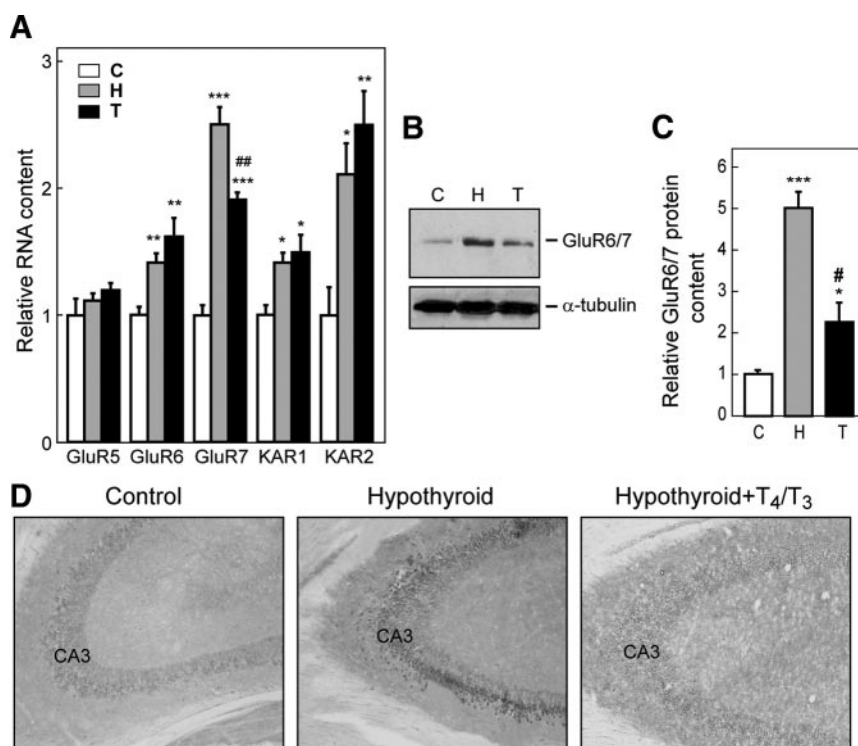 A
3
2
1
0
Relative RNA content
C
H
T
**
**
***
##
***
*
*
*
**
GluR5 GluR6 GluR7 KAR1 KAR2
B
C H T
GluR6/7
α-tubulin
C
Relative GluR6/7 protein
content
6
5
4
3
2
1
0
***
#
*
C H T
D
Control Hypothyroid Hypothyroid+T₄/T₃
CA3 CA3 CA3